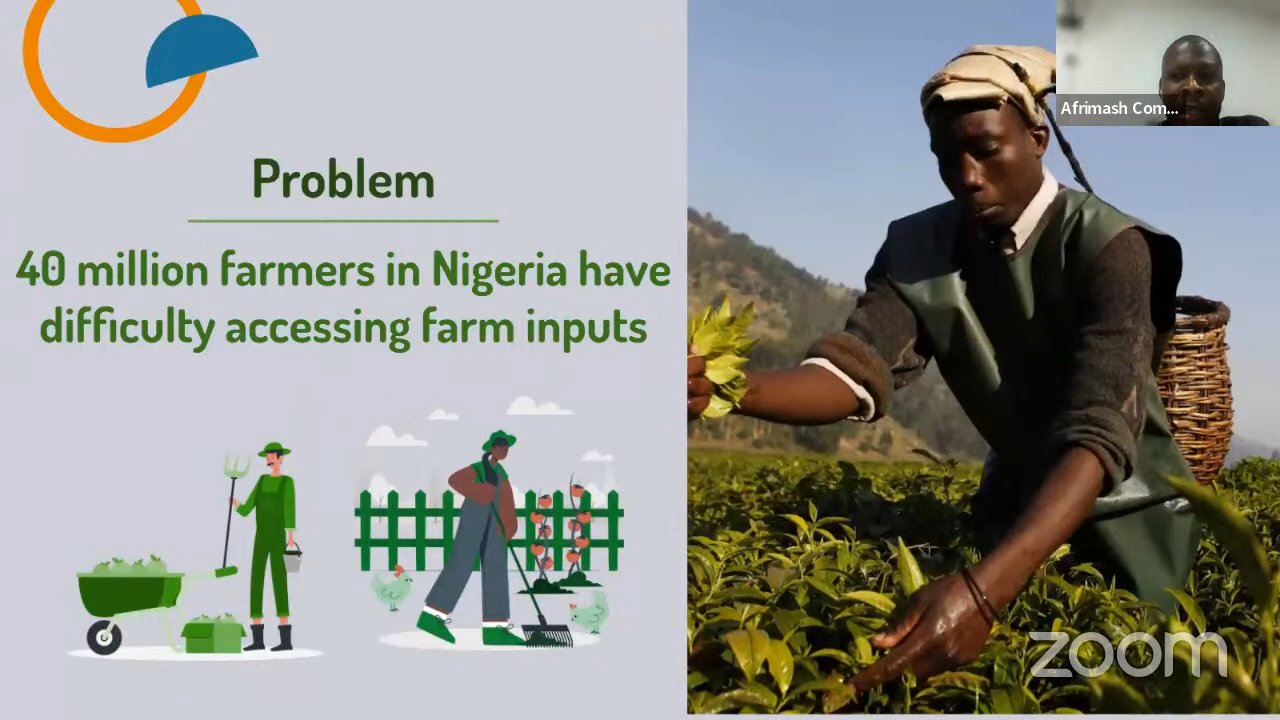 Problem
40 million farmers in Nigeria have
difficulty accessing farm inputs
Afrimash Com...
zoom